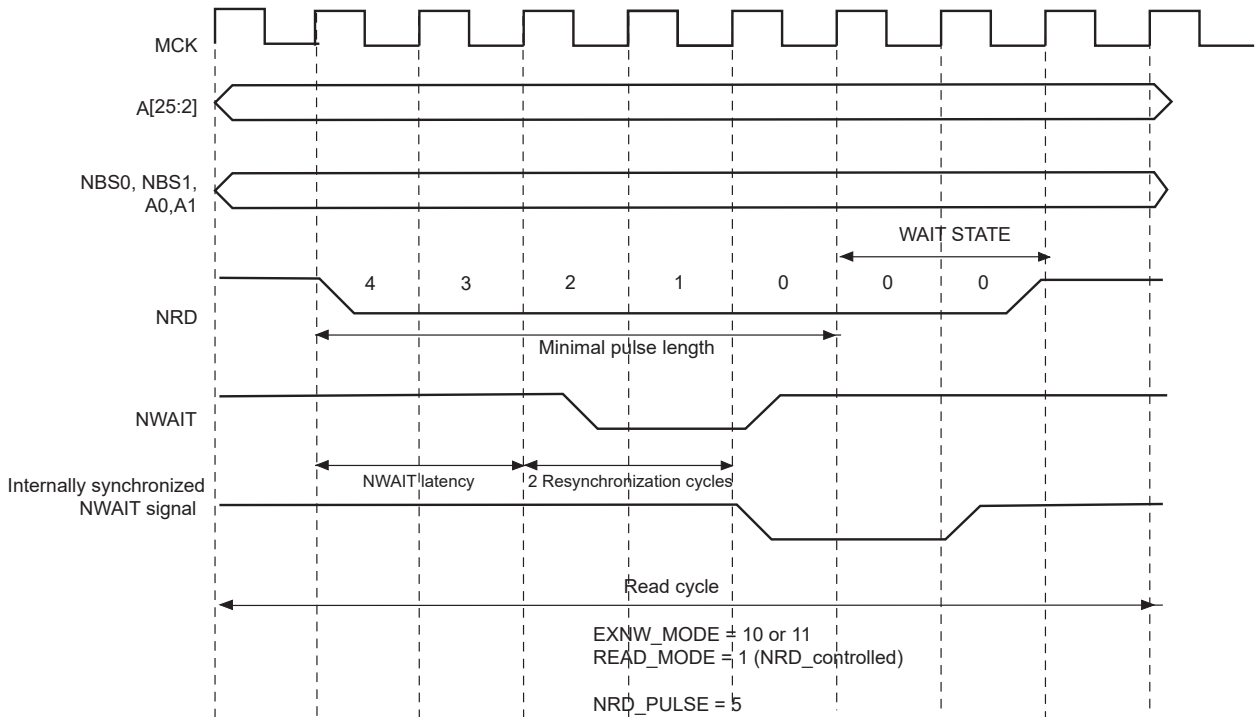 MCK
A[25:2]
NBS0, NBS1,
A0,A1
WAIT STATE
4 3 2 1 0 0 0
NRD
Minimal pulse length
NWAIT
NWAIT latency
2 Resynchronization cycles
Internally synchronized
NWAIT signal
Read cycle
EXNW_MODE = 10 or 11
READ_MODE = 1 (NRD_controlled)
NRD_PULSE = 5